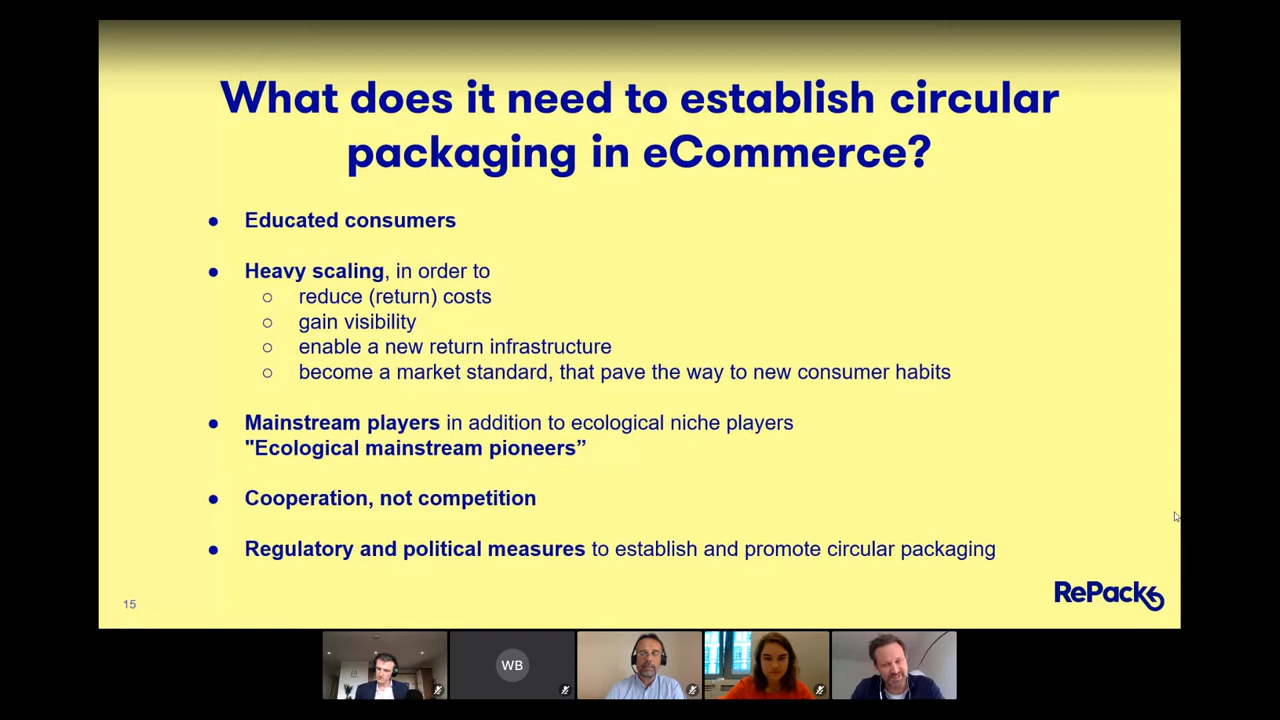 What does it need to establish circular
packaging in eCommerce?
● Educated consumers
● Heavy scaling, in order to
○ reduce (return) costs
○ gain visibility
○ enable a new return infrastructure
○ become a market standard, that pave the way to new consumer habits
● Mainstream players in addition to ecological niche players
"Ecological mainstream pioneers”
● Cooperation, not competition
● Regulatory and political measures to establish and promote circular packaging
15
RePack
WB